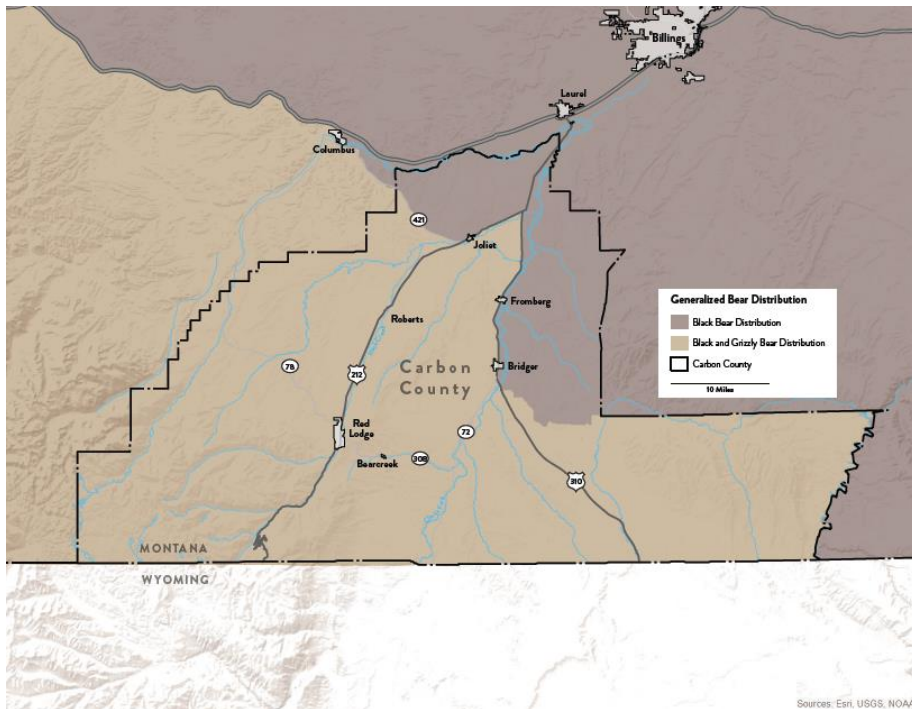 Billings
Laurel
Columbus
421
Joliet
Fromberg
Generalized Bear Distribution
Black Bear Distribution
Black and Grizzly Bear Distribution
Carbon County
10 Miles
Roberts
78
212
Carbon
County
Bridger
Red
Lodge
72
Bearcreek
308
310
MONTANA
WYOMING
Sources: Esri, USGS, NOAA